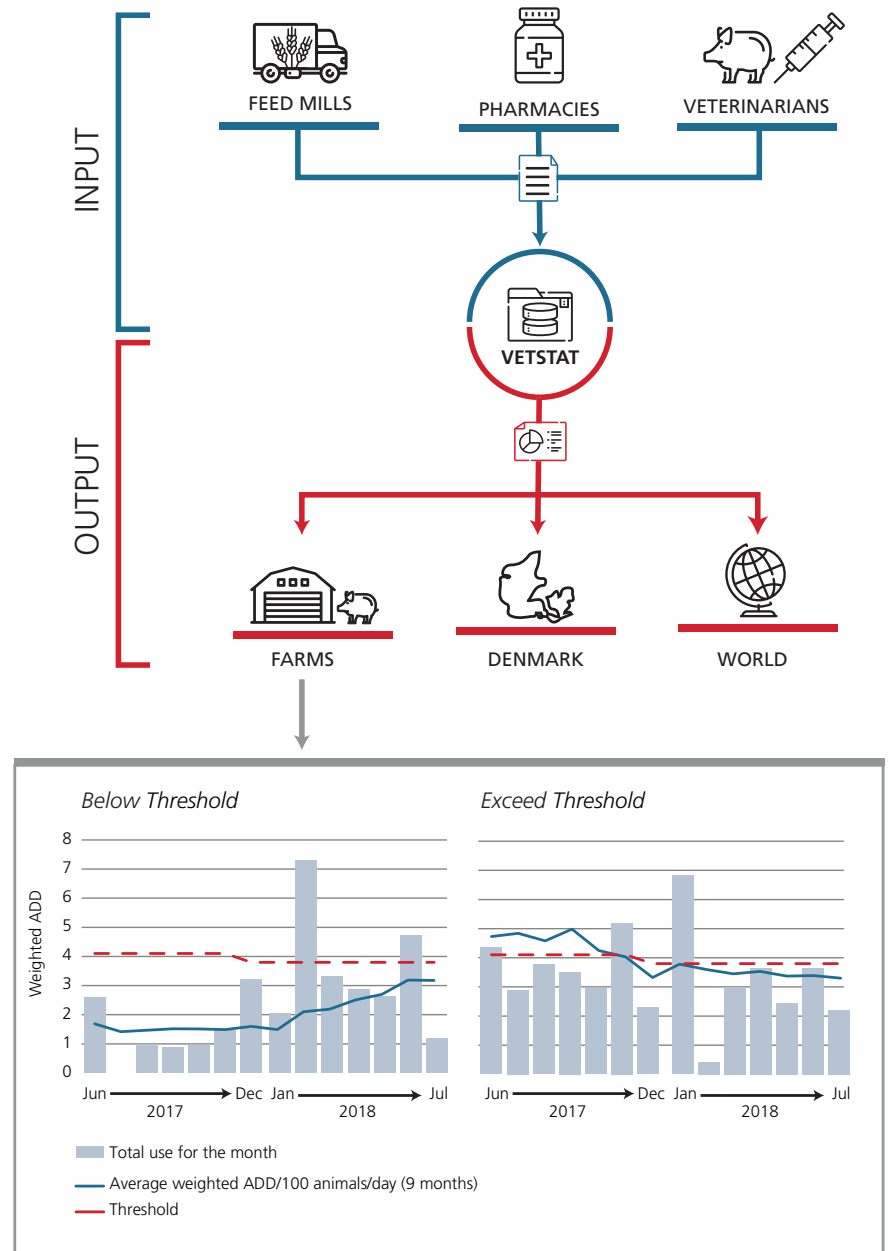 INPUT
FEED MILLS
PHARMACIES
VETERINARIANS
VETSTAT
OUTPUT
FARMS
DENMARK
WORLD
Below Threshold
Exceed Threshold
Weighted ADD
8
7
6
5
4
3
2
1
0
Jun Dec Jan Jul
2017 2018
Jun Dec Jan Jul
2017 2018
Total use for the month
Average weighted ADD/100 animals/day (9 months)
Threshold